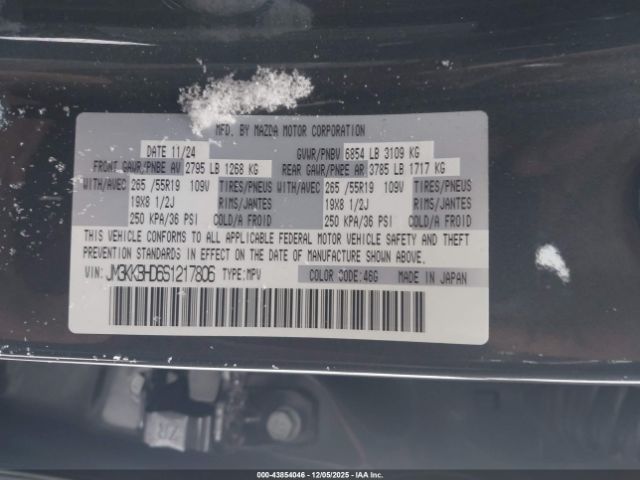 MFD. BY MAZDA MOTOR CORPORATION
DATE 11/24 GVWR/PNBV 6854 LB 3109 KG
FRONT GAWR/PNBE AV 2795 LB 1268 KG REAR GAWR/PNBE AR 3785 LB 1717 KG
WITH/AVEC 265 /55R19 109V TIRES/PNEUS WITH/AVEC 265 /55R19 109V TIRES/PNEUS
19X8 1/2J RIMS/JANTES 19X8 1/2J RIMS/JANTES
250 KPA/36 PSI COLD/A FROID 250 KPA/36 PSI COLD/A FROID
THIS VEHICLE CONFORMS TO ALL APPLICABLE FEDERAL MOTOR VEHICLE SAFETY AND THEFT
PREVENTION STANDARDS IN EFFECT ON THE DATE OF MANUFACTURE SHOWN ABOVE.
VIN: JM3KK3HD6S1217806 TYPE:MPV COLOR CODE:46G MADE IN JAPAN
000-43854046 - 12/05/2025 - IAA, Inc.